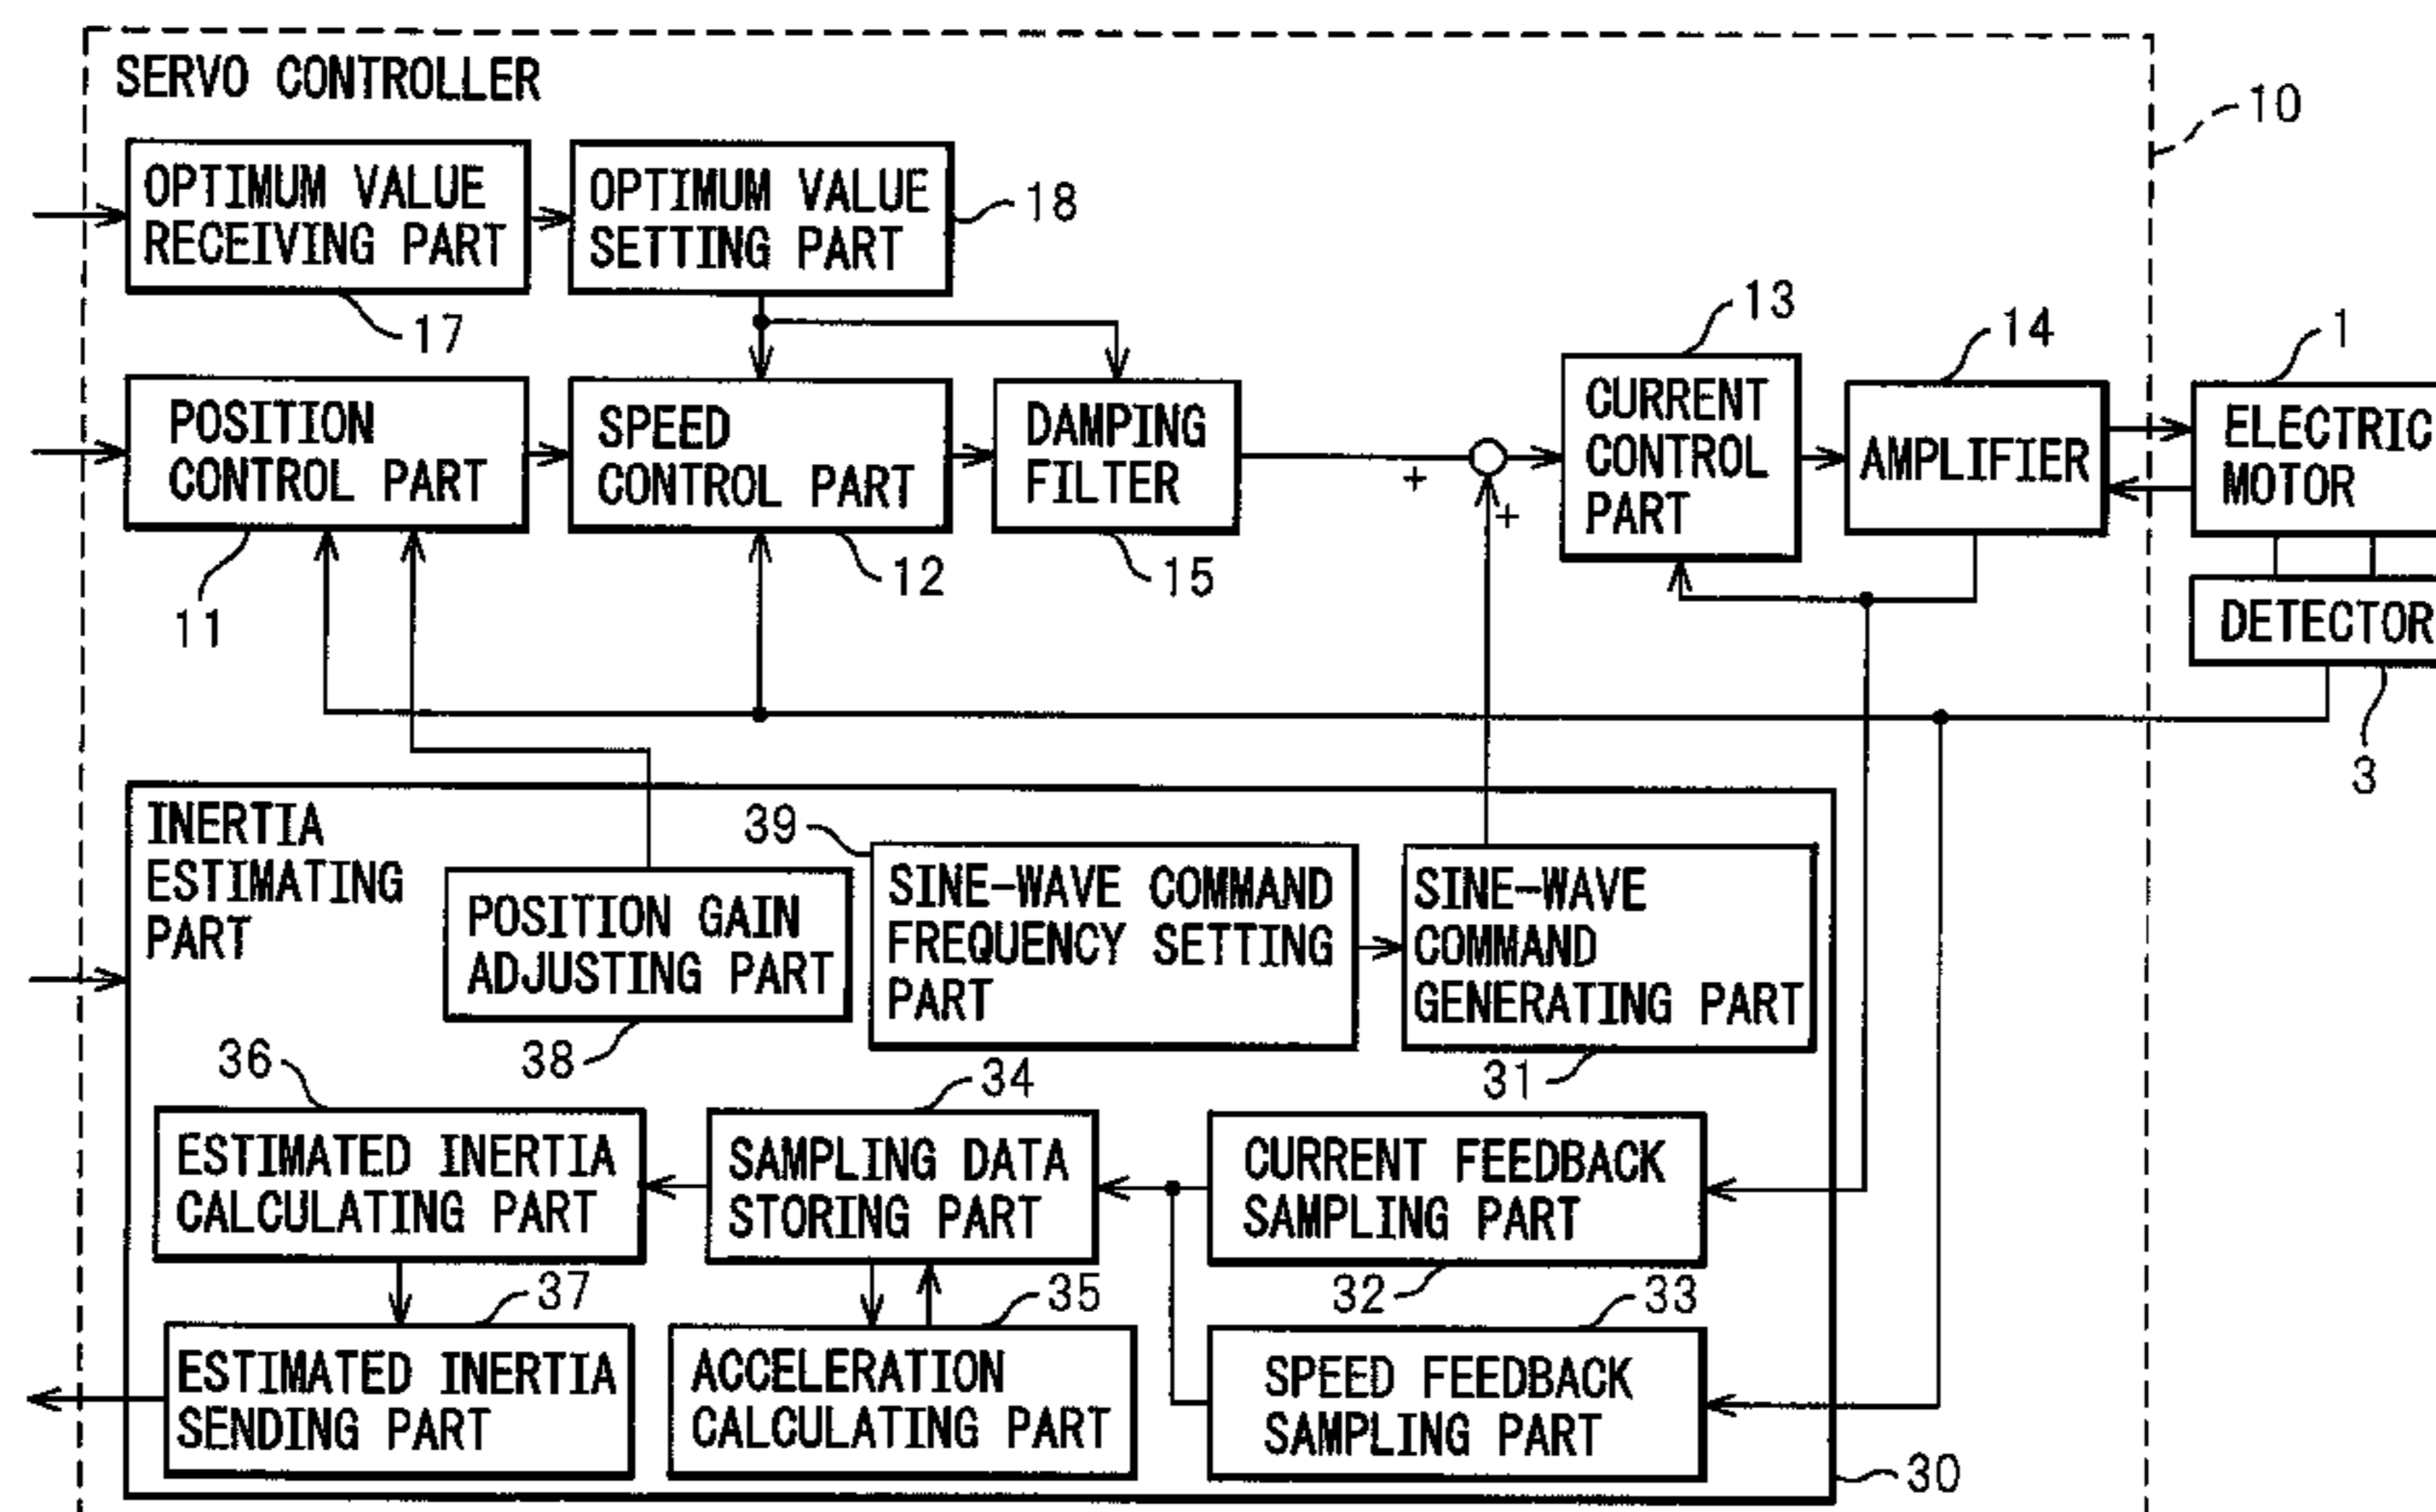 SERVO CONTROLLER
10
OPTIMUM VALUE
RECEIVING PART
17
OPTIMUM VALUE
SETTING PART
18
POSITION
CONTROL PART
11
SPEED
CONTROL PART
12
DAMPING
FILTER
15
+
+
13
CURRENT
CONTROL
PART
14
AMPLIFIER
1
ELECTRIC
MOTOR
DETECTOR
3
INERTIA
ESTIMATING
PART
POSITION GAIN
ADJUSTING PART
38
39
SINE-WAVE COMMAND
FREQUENCY SETTING
PART
SINE-WAVE
COMMAND
GENERATING PART
31
36
ESTIMATED INERTIA
CALCULATING PART
34
SAMPLING DATA
STORING PART
CURRENT FEEDBACK
SAMPLING PART
32
37
ESTIMATED INERTIA
SENDING PART
35
ACCELERATION
CALCULATING PART
33
SPEED FEEDBACK
SAMPLING PART
30